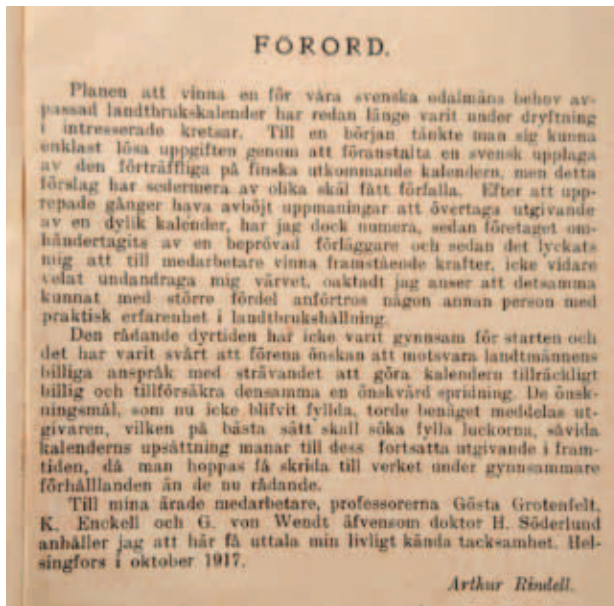 FÖRORD.
Planen att vinna en för våra svenska odalmäns behov av-
passad landtbrukskalender har redan länge varit under dryftning
i intresserade kretsar. Till en början tänkte man sig kunna
enklast lösa uppgiften genom att föranstalta en svensk upplaga
av den förträffliga på finska utkommande kalendern, men detta
förslag har sedermera av olika skäl fått förfalla. Efter att upp-
repade gånger hava avböjt uppmaningar att övertaga utgivande
av en dylik kalender, har jag dock numera, sedan företaget om-
händertagits av en beprövad förläggare och sedan det lyckats
mig att till medarbetare vinna framstående krafter, icke vidare
velat undandraga mig värvet, oaktadt jag anser att detsamma
kunnat med större fördel anförtros någon annan person med
praktisk erfarenhet i landtbrukshållning.
Den rådande dyrtiden har icke varit gynnsam för starten och
det har varit svårt att förena önskan att motsvara landtmännens
billiga anspråk med strävandet att göra kalendern tillräckligt
billig och tillförsäkra densamma en önskvärd spridning. De önsk-
ningsmål, som nu icke blifvit fyllda, torde benäget meddelas ut-
givaren, vilken på bästa sätt skall söka fylla luckorna, såvida
kalenderns upsättning manar till dess fortsatta utgivande i fram-
tiden, då man hoppas få skrida till verket under gynnsammare
förhålllanden än de nu rådande.
Till mina ärade medarbetare, professorerna Gösta Grotenfelt,
K. Enckell och G. von Wendt äfvensom doktor H. Söderlund
anhåller jag att här få uttala min livligt kända tacksamhet. Hel-
singfors i oktober 1917.
Arthur Rindell.